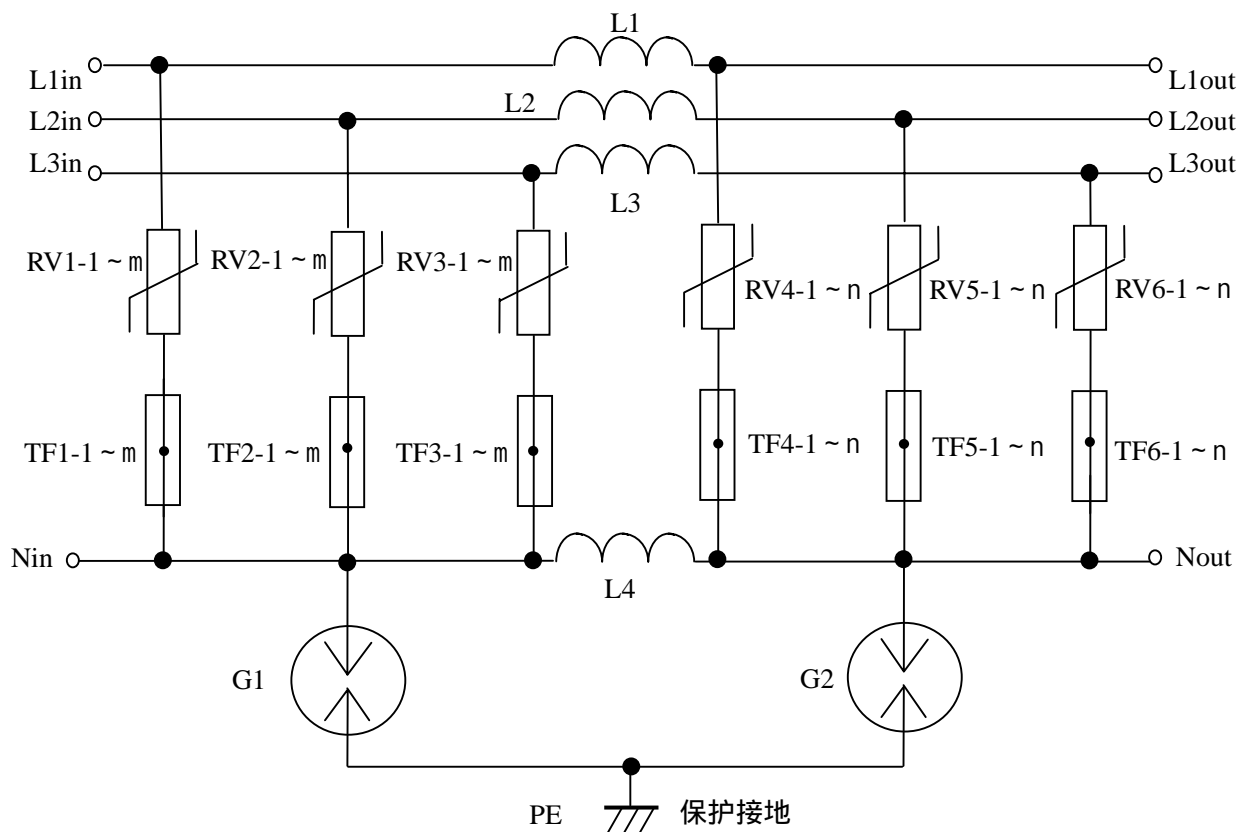 L1
L1in
L1out
L2in
L2
L2out
L3in
L3out
L3
RV1-1～m
RV2-1～m
RV3-1～m
RV4-1～n
RV5-1～n
RV6-1～n
TF1-1～m
TF2-1～m
TF3-1～m
TF4-1～n
TF5-1～n
TF6-1～n
Nin
Nout
L4
G1
G2
PE
保护接地